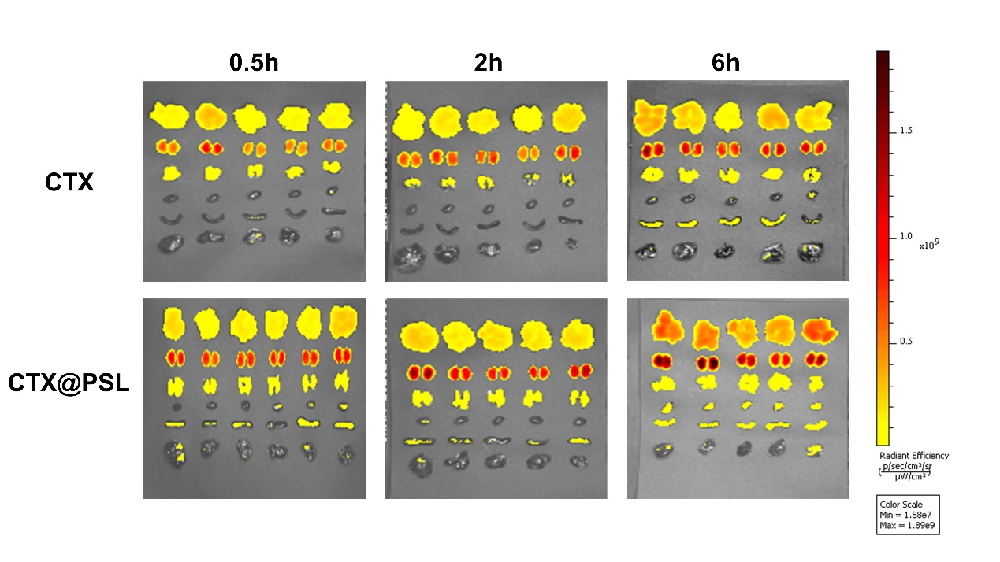 0.5h
2h
6h
CTX
CTX@PSL
1.5
1.0
x10⁹
0.5
Radiant Efficiency
(p/sec/cm²/sr
µW/cm²)
Color Scale
Min = 1.58e7
Max = 1.89e9